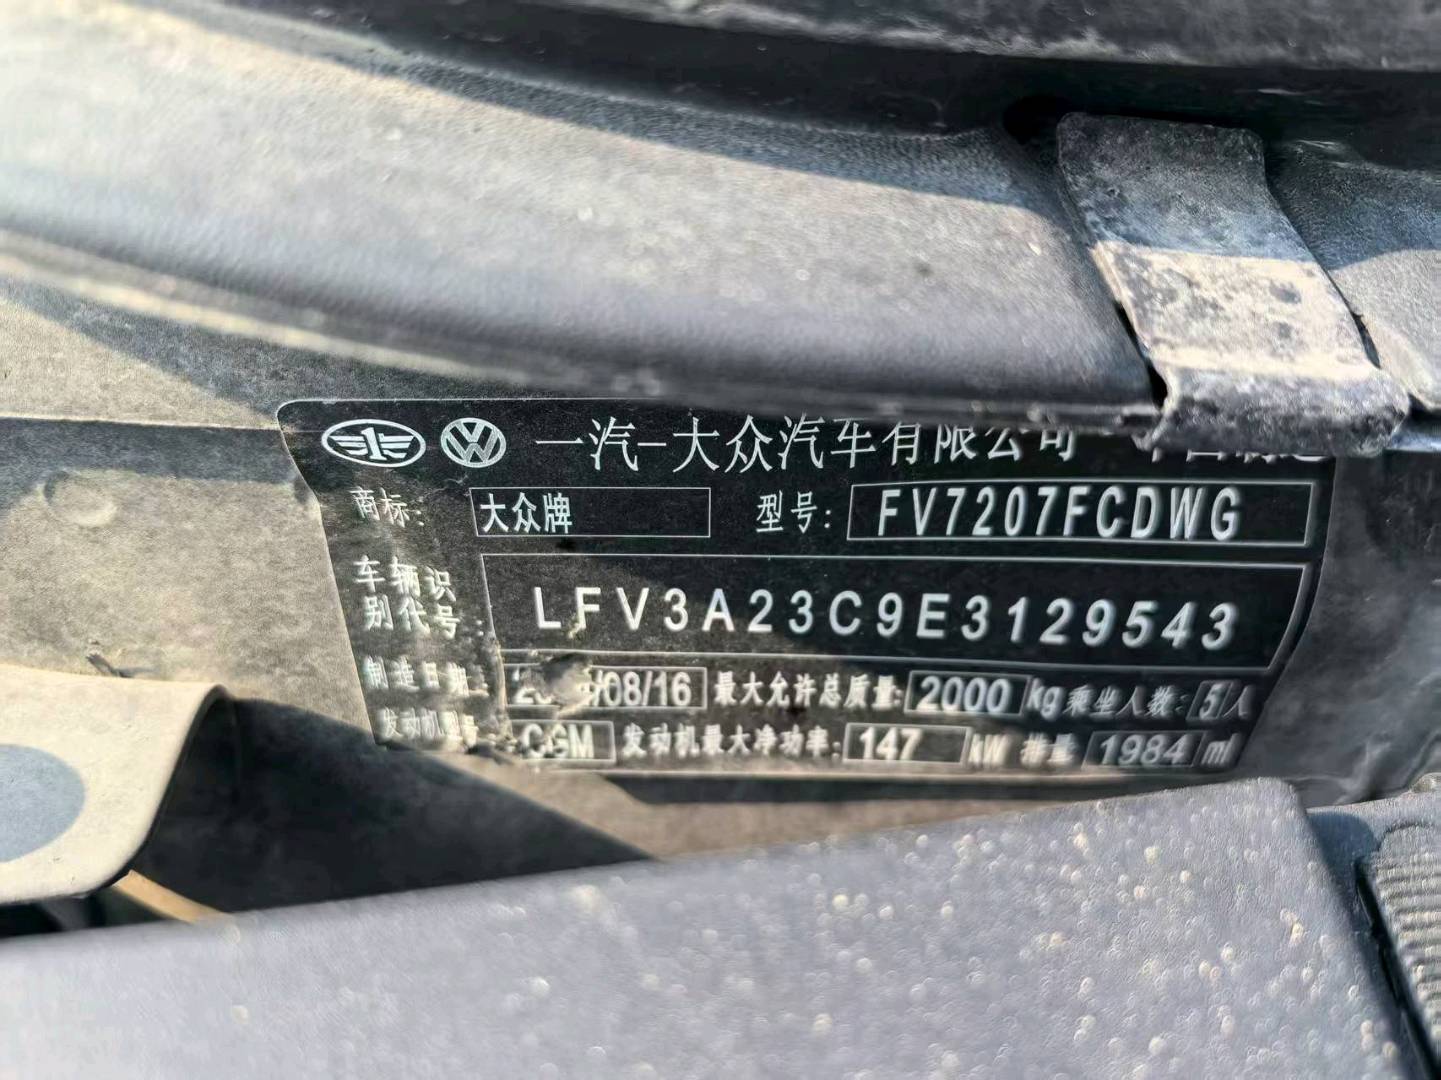 一汽-大众汽车有限公司
商标: 大众牌 型号: FV7207FCDWG
车辆识别代号: LFV3A23C9E3129543
制造日期: /08/16 最大允许总质量: 2000 kg 乘坐人数: 5 人
发动机型号: CGM 发动机最大净功率: 147 kW 排量 1984 ml